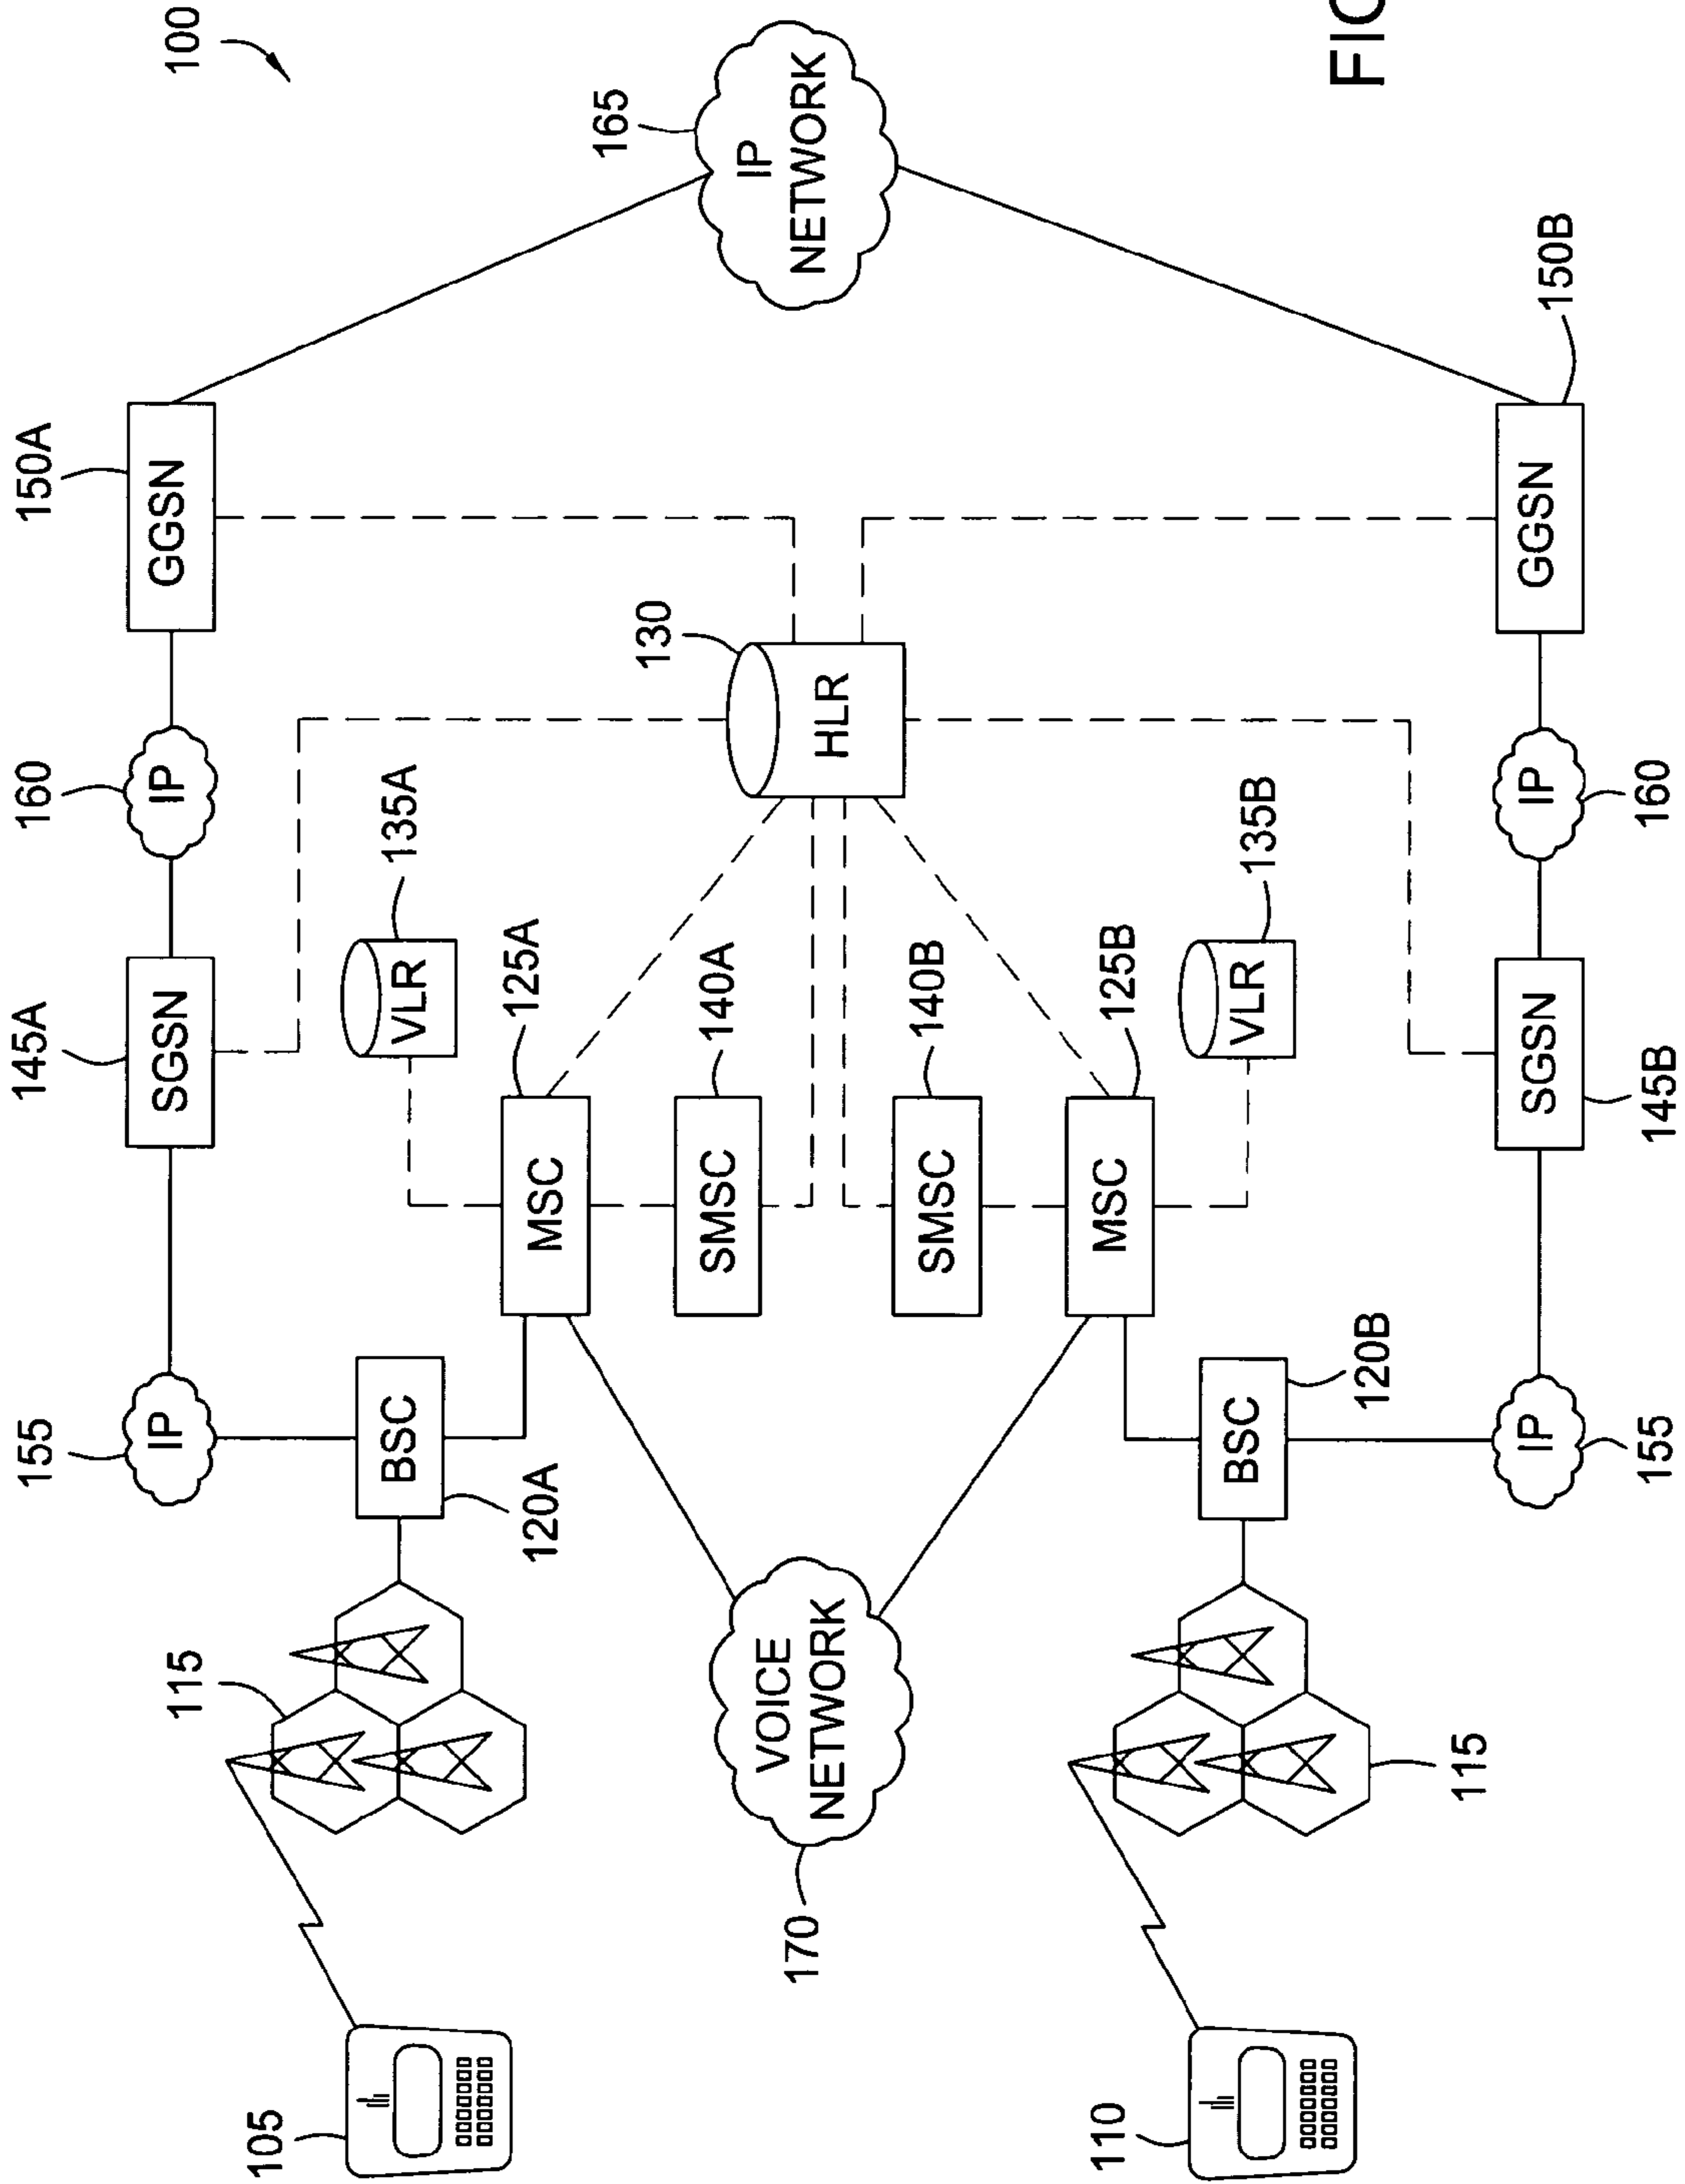 155
145A
160
150A
100
IP
SGSN
IP
GGSN
115
105
BSC
VLR
135A
120A
MSC
125A
165
130
SMSC
140A
IP
NETWORK
170
VOICE
NETWORK
HLR
SMSC
140B
110
MSC
125B
BSC
VLR
135B
120B
115
IP
SGSN
IP
GGSN
150B
155
145B
160